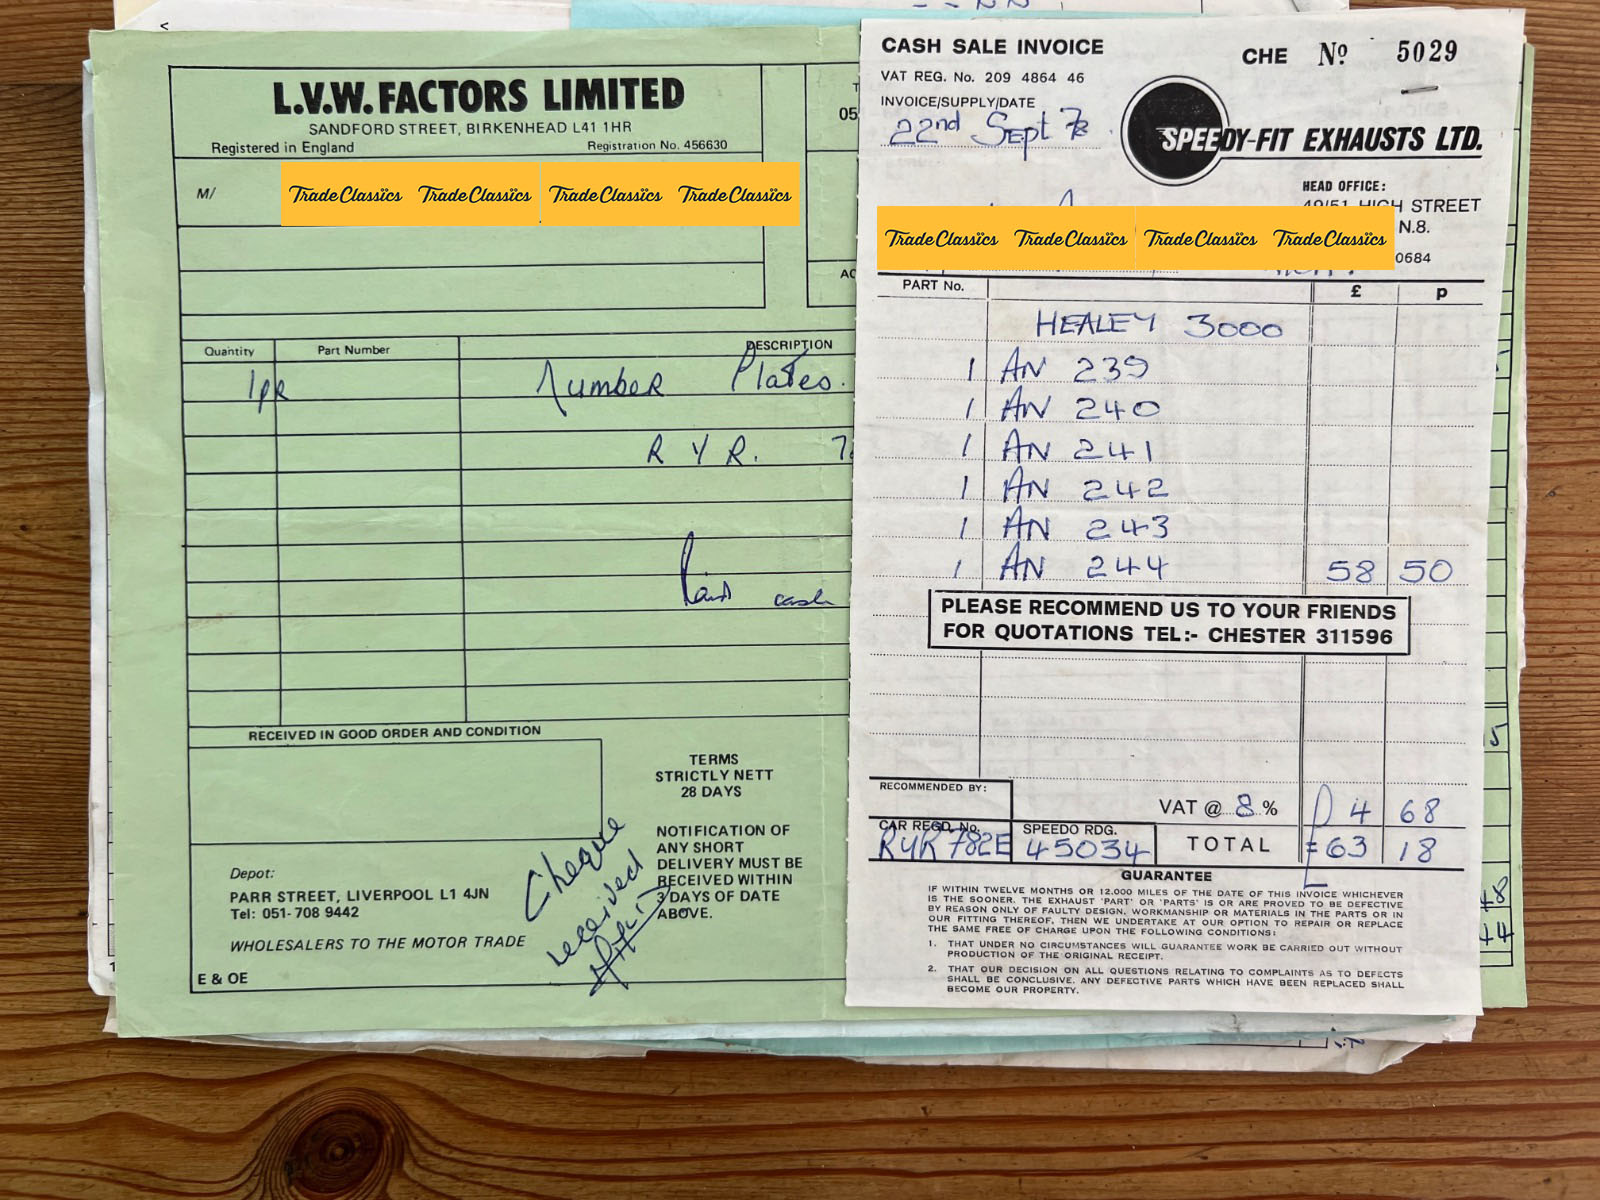 L.V.W. FACTORS LIMITED
SANDFORD STREET, BIRKENHEAD L41 1HR
Registered in England
Registration No. 456630
M/
Trade Classics Trade Classics Trade Classics Trade Classics
05
AC
Quantity
Part Number
DESCRIPTION
1pr
Number Plates.
R Y R. 7
Paid cash
RECEIVED IN GOOD ORDER AND CONDITION
TERMS
STRICTLY NETT
28 DAYS
NOTIFICATION OF
ANY SHORT
DELIVERY MUST BE
RECEIVED WITHIN
3 DAYS OF DATE
ABOVE.
Cheque
received
Depot:
PARR STREET, LIVERPOOL L1 4JN
Tel: 051-708 9442
WHOLESALERS TO THE MOTOR TRADE
E & OE
CASH SALE INVOICE
CHE No 5029
VAT REG. No. 209 4864 46
INVOICE/SUPPLY/DATE
22nd Sept 78
SPEEDY-FIT EXHAUSTS LTD.
HEAD OFFICE:
49/51 HIGH STREET
N.8.
0684
Trade Classics Trade Classics Trade Classics Trade Classics
PART No.
£ p
HEALEY 3000
1 AN 239
1 AN 240
1 AN 241
1 AN 242
1 AN 243
1 AN 244 58 50
PLEASE RECOMMEND US TO YOUR FRIENDS
FOR QUOTATIONS TEL:- CHESTER 311596
RECOMMENDED BY:
VAT @ 8 % 4 68
CAR REGD. No. RYR 782E
SPEEDO RDG. 45034
TOTAL £63 18
GUARANTEE
IF WITHIN TWELVE MONTHS OR 12.000 MILES OF THE DATE OF THIS INVOICE WHICHEVER
IS THE SOONER. THE EXHAUST 'PART' OR 'PARTS' IS OR ARE PROVED TO BE DEFECTIVE
BY REASON ONLY OF FAULTY DESIGN. WORKMANSHIP OR MATERIALS IN THE PARTS OR IN
OUR FITTING THEREOF, THEN WE UNDERTAKE AT OUR OPTION TO REPAIR OR REPLACE
THE SAME FREE OF CHARGE UPON THE FOLLOWING CONDITIONS:
1. THAT UNDER NO CIRCUMSTANCES WILL GUARANTEE WORK BE CARRIED OUT WITHOUT
PRODUCTION OF THE ORIGINAL RECEIPT.
2. THAT OUR DECISION ON ALL QUESTIONS RELATING TO COMPLAINTS AS TO DEFECTS
SHALL BE CONCLUSIVE. ANY DEFECTIVE PARTS WHICH HAVE BEEN REPLACED SHALL
BECOME OUR PROPERTY.
5
48
44